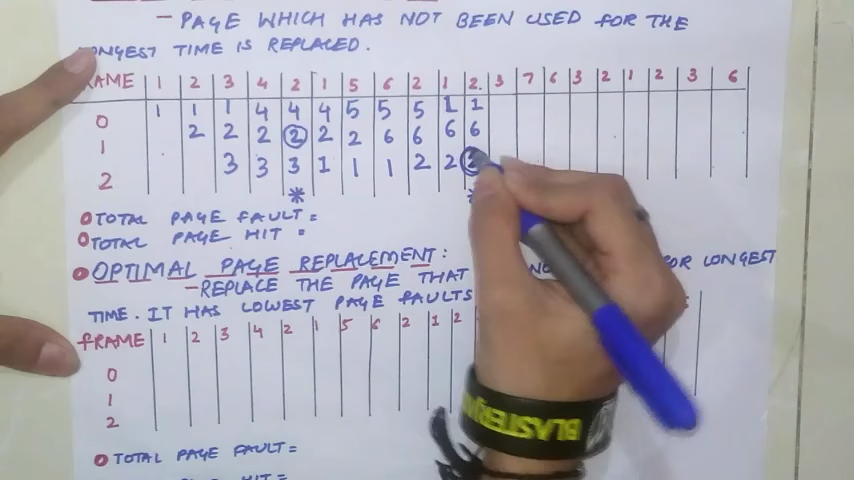 - PAGE WHICH HAS NOT BEEN USED FOR THE
LONGEST TIME IS REPLACED.
FRAME 1 2 3 4 2 1 5 6 2 1 2. 3 7 6 3 2 1 2 3 6
0 1 1 1 4 4 4 5 5 5 1 1
1 2 2 2 2 2 2 6 6 6 6
2 3 3 3 1 1 1 2 2 2
*
TOTAL PAGE FAULT =
TOTAL PAGE HIT =
OPTIMAL PAGE REPLACEMENT:
- REPLACE THE PAGE THAT FOR LONGEST
TIME. IT HAS LOWEST PAGE FAULTS
FRAME 1 2 3 4 2 1 5 6 2 1 2
0
1
2
TOTAL PAGE FAULT =
HIT =
BLASTER